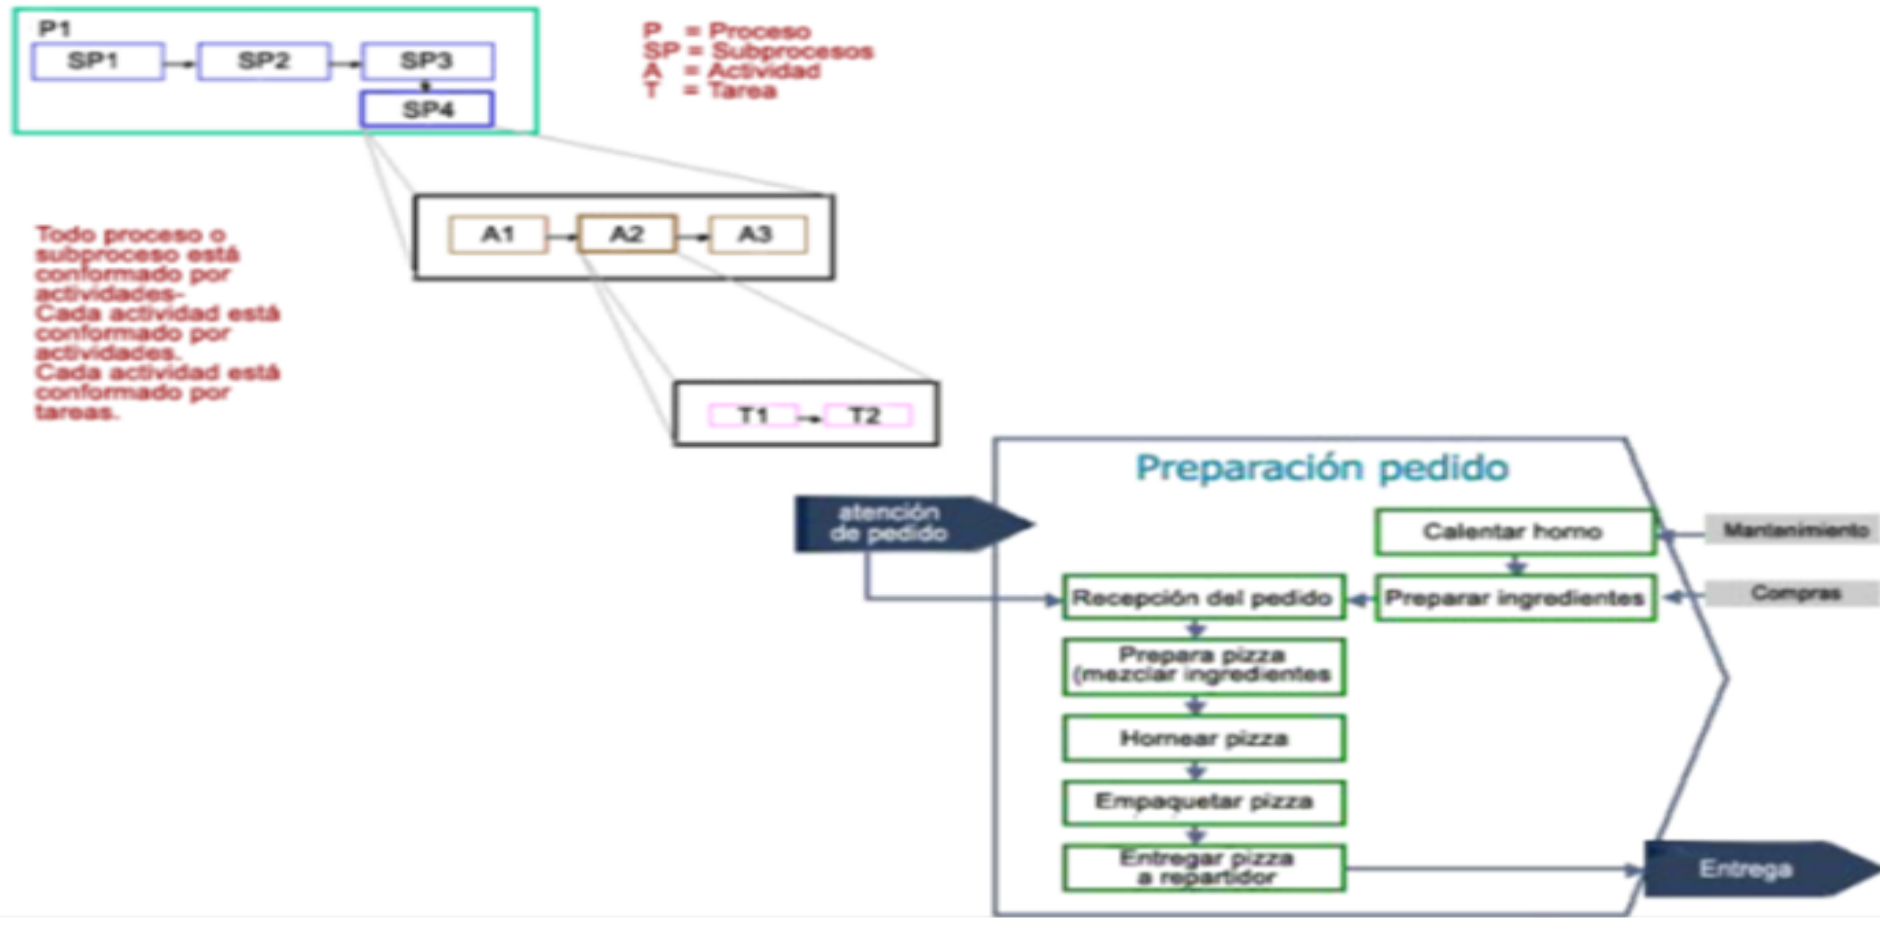 P1
SP1
SP2
SP3
SP4
P = Proceso
SP = Subprocesos
A = Actividad
T = Tarea
Todo proceso o
subproceso está
conformado por
actividades-
Cada actividad está
conformado por
actividades.
Cada actividad está
conformado por
tareas.
A1
A2
A3
T1
T2
Preparación pedido
atención
de pedido
Calentar horno
Mantenimiento
Recepción del pedido
Preparar ingredientes
Compras
Prepara pizza
(mezclar ingredientes
Hornear pizza
Empaquetar pizza
Entregar pizza
a repartidor
Entrega